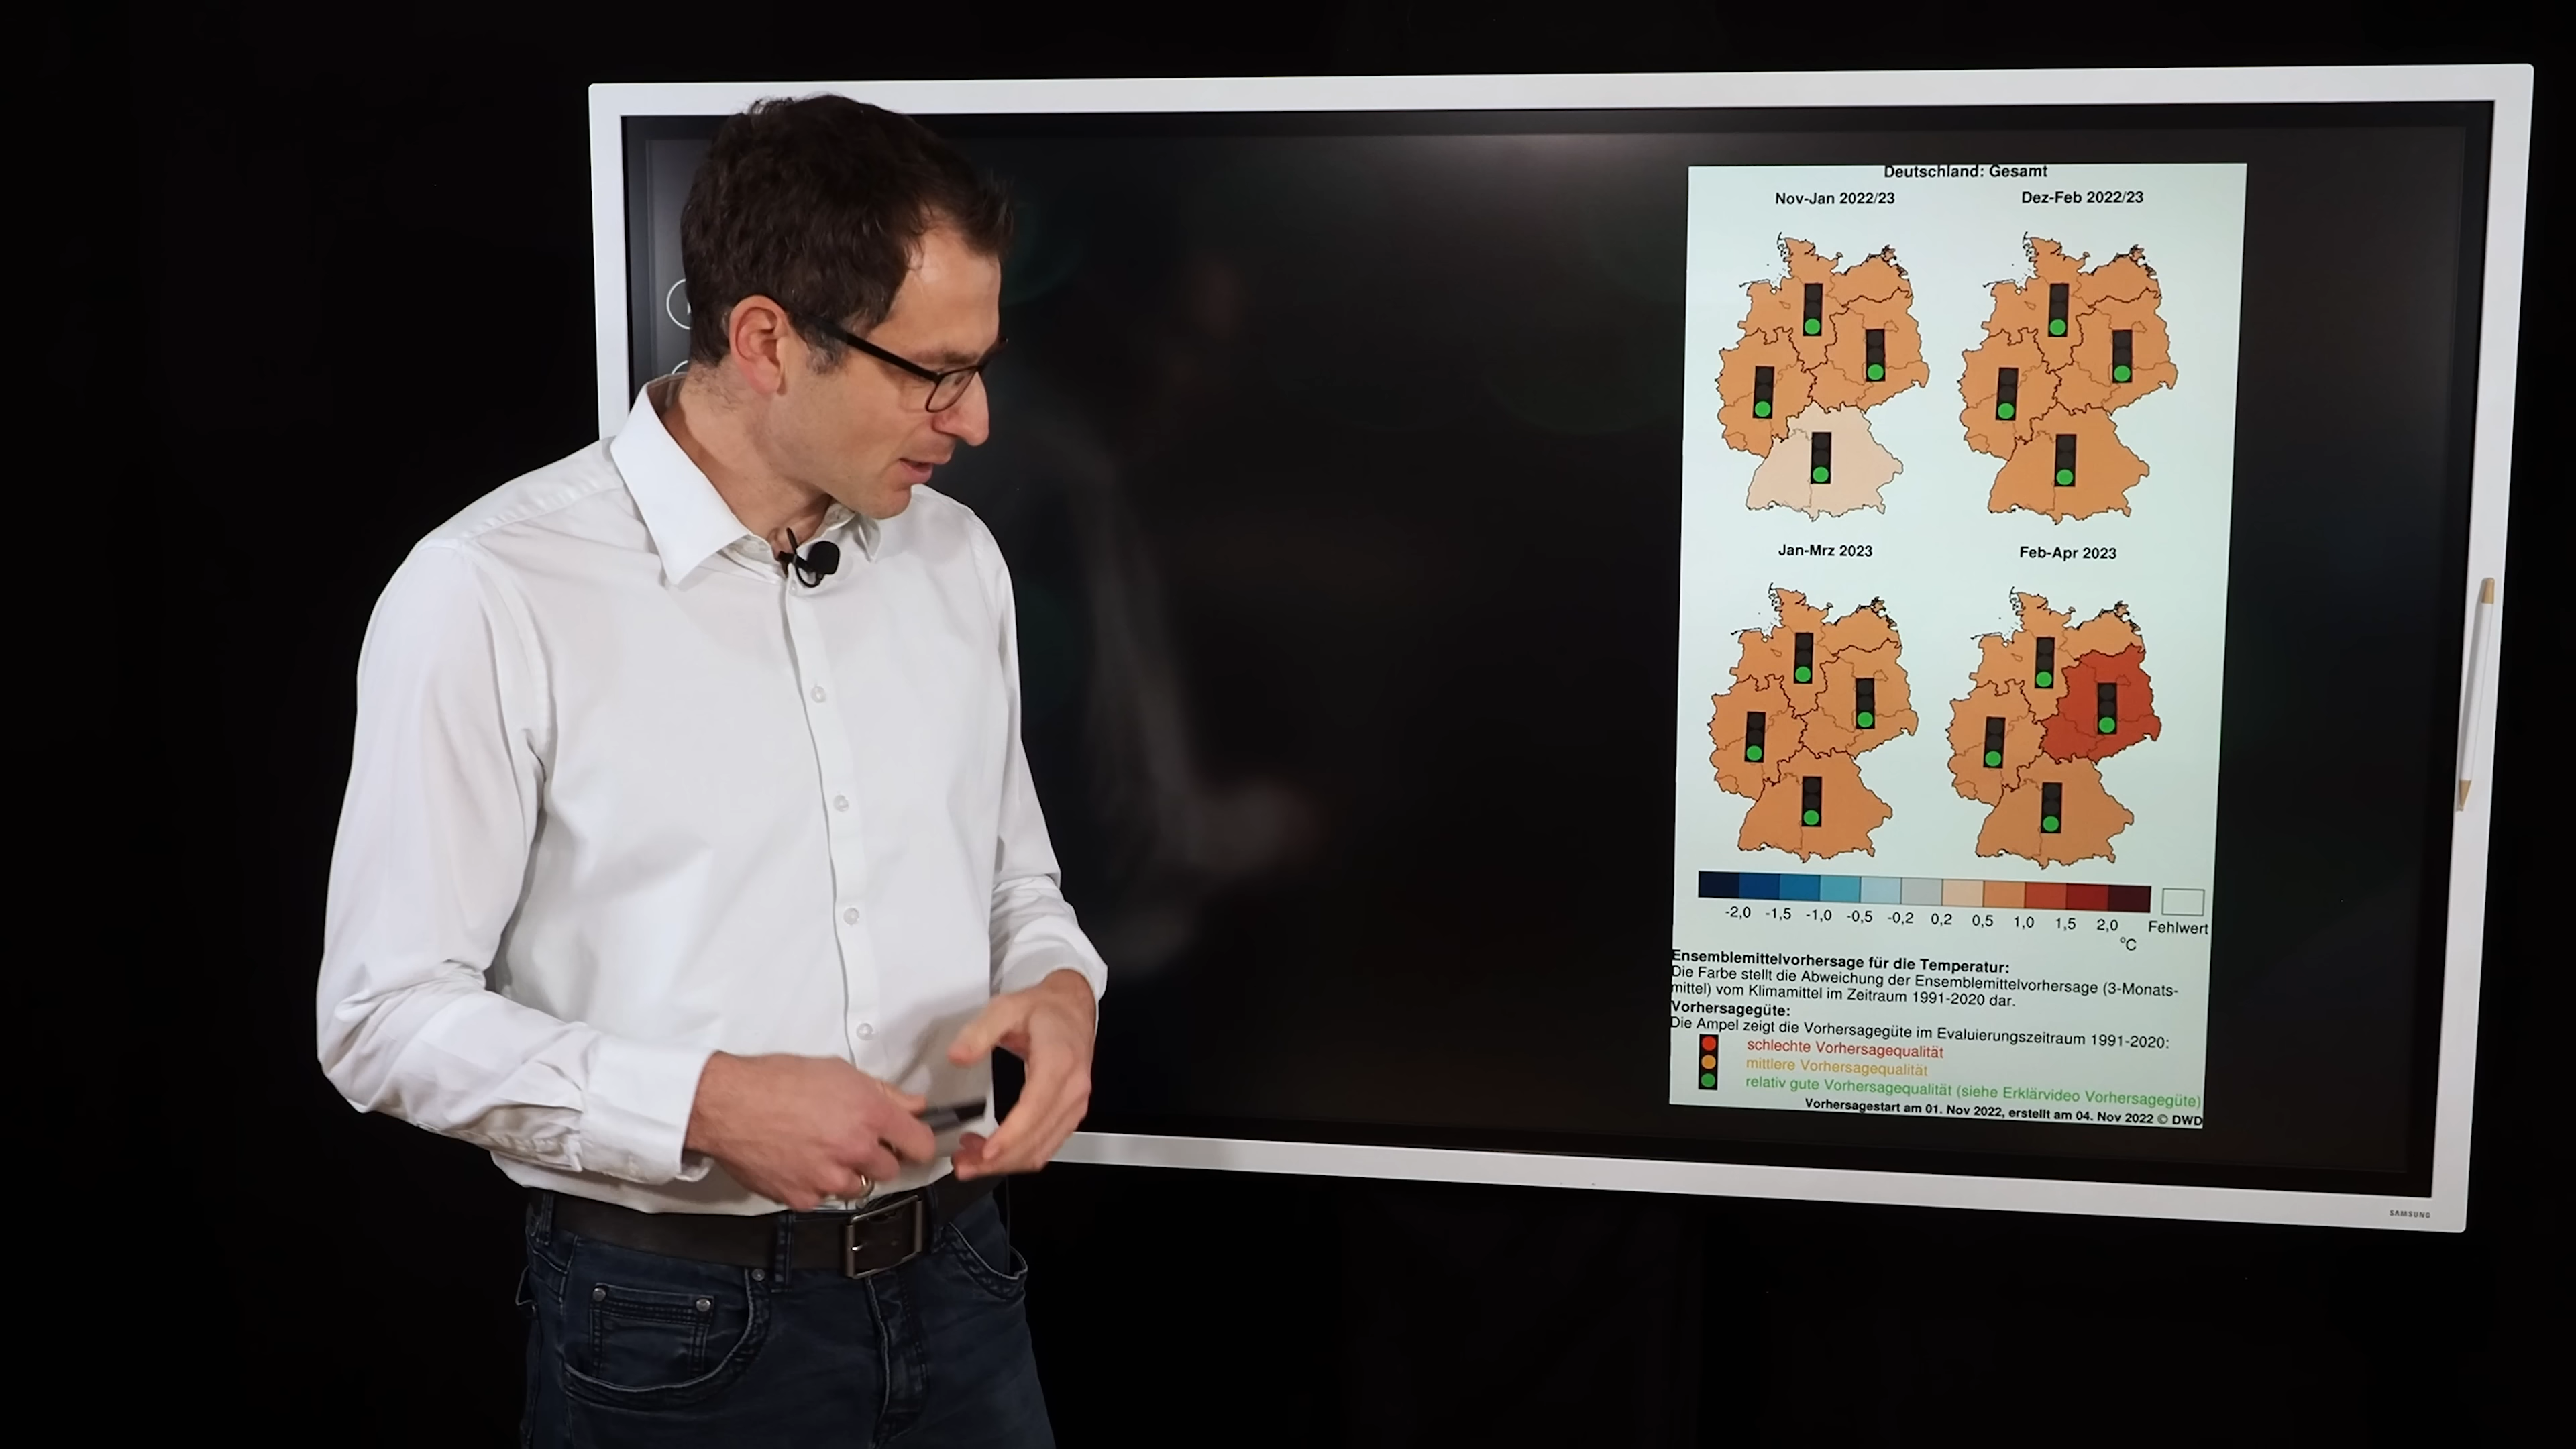 Deutschland: Gesamt
Nov-Jan 2022/23
Dez-Feb 2022/23
Jan-Mrz 2023
Feb-Apr 2023
-2,0 -1,5 -1,0 -0,5 -0,2 0,2 0,5 1,0 1,5 2,0 Fehlwert
°C
Ensemblemittelvorhersage für die Temperatur:
Die Farbe stellt die Abweichung der Ensemblemittelvorhersage (3-Monats-
mittel) vom Klimamittel im Zeitraum 1991-2020 dar.
Vorhersagegüte:
Die Ampel zeigt die Vorhersagegüte im Evaluierungszeitraum 1991-2020:
schlechte Vorhersagequalität
mittlere Vorhersagequalität
relativ gute Vorhersagequalität (siehe Erklärvideo Vorhersagegüte)
Vorhersagestart am 01. Nov 2022, erstellt am 04. Nov 2022 © DWD
SAMSUNG